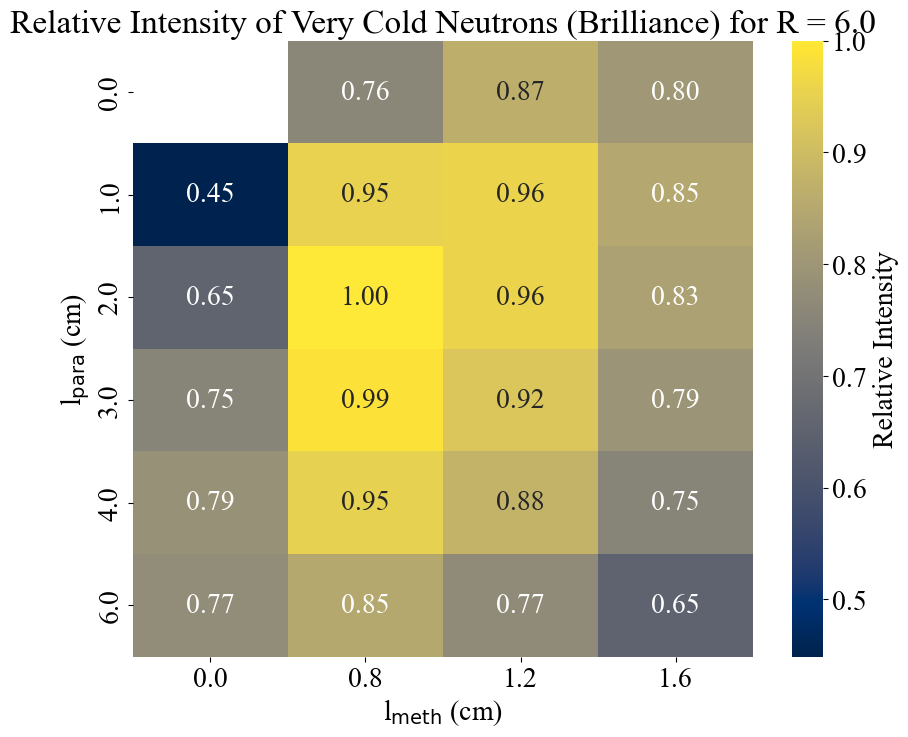 Relative Intensity of Very Cold Neutrons (Brilliance) for R = 6.0
0.0 0.76 0.87 0.80
1.0 0.45 0.95 0.96 0.85
2.0 0.65 1.00 0.96 0.83
3.0 0.75 0.99 0.92 0.79
4.0 0.79 0.95 0.88 0.75
6.0 0.77 0.85 0.77 0.65
l_para (cm)
0.0 0.8 1.2 1.6
l_meth (cm)
1.0
0.9
0.8
0.7
0.6
0.5
Relative Intensity